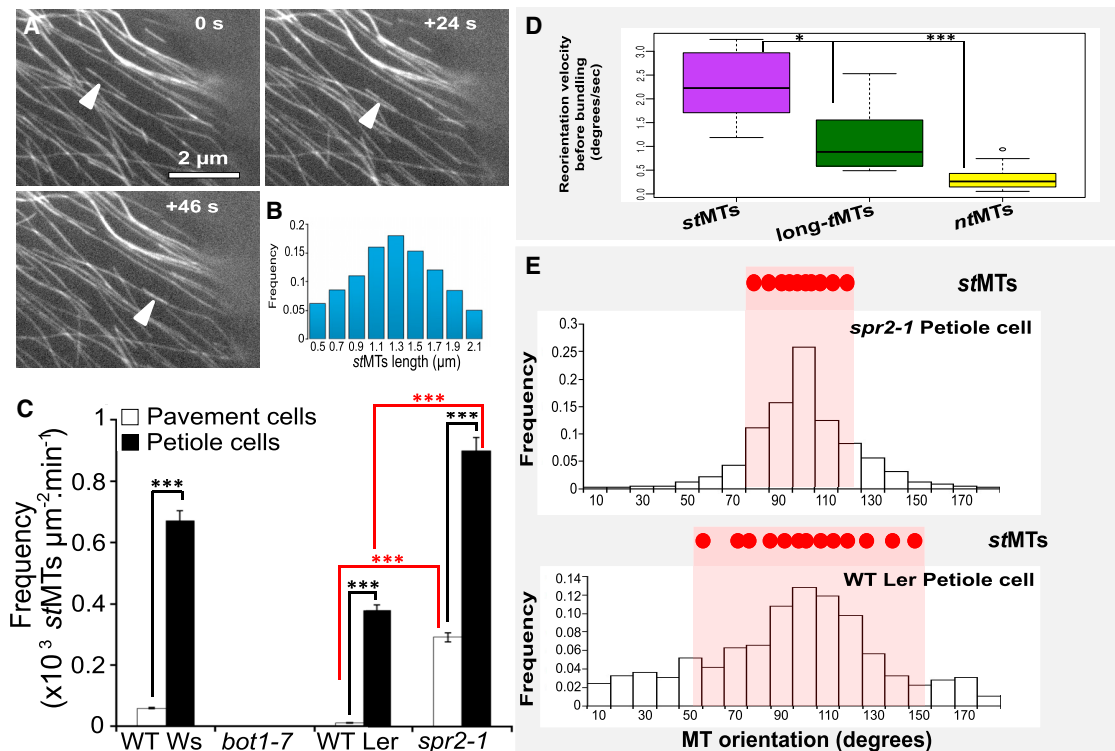 A
0 s
+24 s
2 µm
+46 s
B
Frequency
0.2
0.15
0.1
0.05
0
0.5 0.7 0.9 1.1 1.3 1.5 1.7 1.9 2.1
stMTs length (µm)
C
Pavement cells
Petiole cells
Frequency
(x10³ stMTs µm⁻².min⁻¹)
1
0.8
0.6
0.4
0.2
0
***
***
***
***
***
WT Ws bot1-7 WT Ler spr2-1
D
Reorientation velocity
before bundling
(degrees/sec)
3.0
2.5
2.0
1.5
1.0
0.5
0.0
* ***
stMTs long-tMTs ntMTs
E
stMTs
spr2-1 Petiole cell
Frequency
0.3
0.25
0.2
0.15
0.1
0.05
0
10 30 50 70 90 110 130 150 170
stMTs
WT Ler Petiole cell
Frequency
0.14
0.12
0.10
0.08
0.06
0.04
0.02
0
10 30 50 70 90 110 130 150 170
MT orientation (degrees)